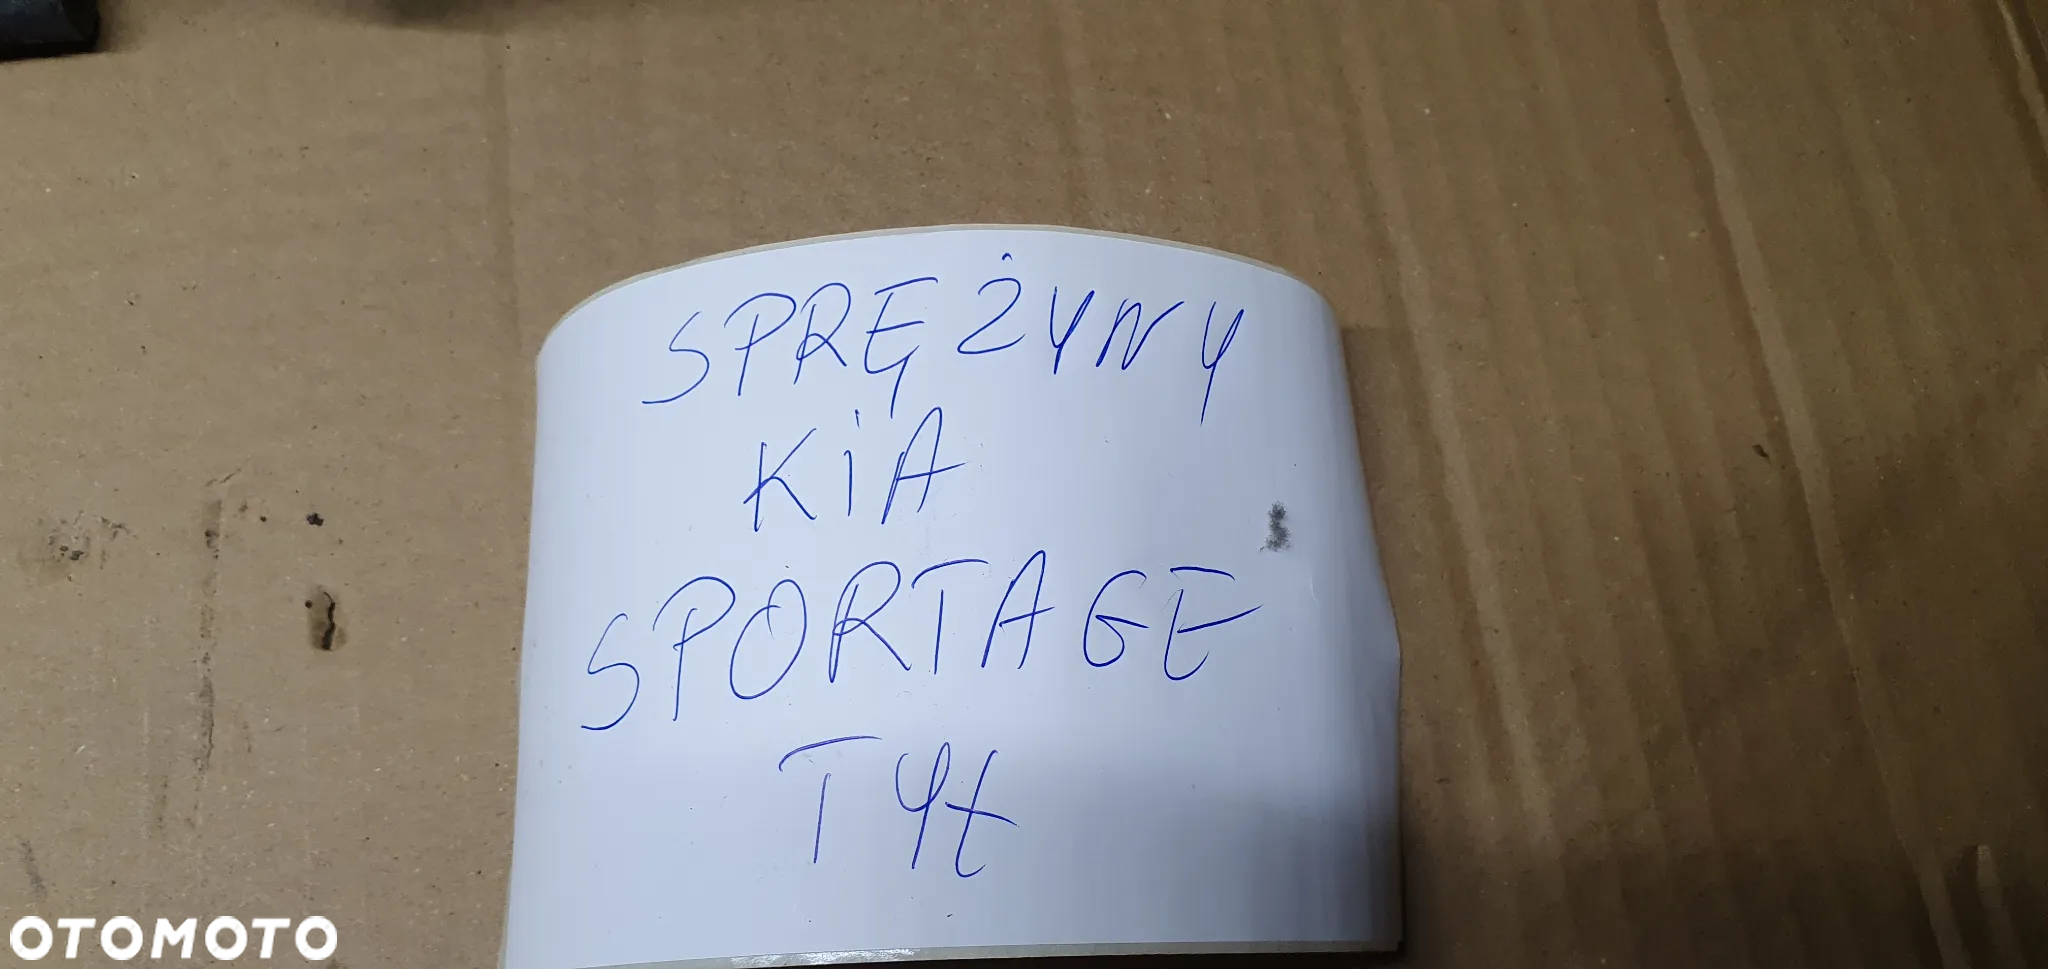 SPRĘŻYNY
KiA
SPORTAGE
TYŁ
OTOMOTO